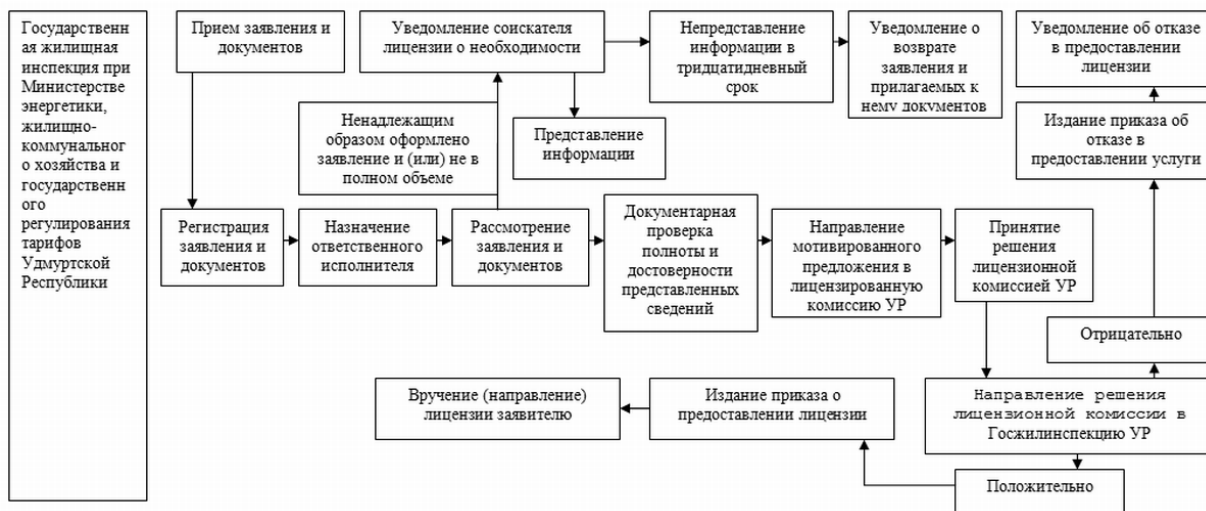 Государственн
ая жилищная
инспекция при
Министерстве
энергетики,
жилищно-
коммунальног
о хозяйства и
государственн
ого
регулирования
тарифов
Удмуртской
Республики
Прием заявления и
документов
Уведомление соискателя
лицензии о необходимости
Непредставление
информации в
тридцатидневный
срок
Уведомление о
возврате
заявления и
прилагаемых к
нему документов
Уведомление об отказе
в предоставлении
лицензии
Ненадлежащим
образом оформлено
заявление и (или) не в
полном объеме
Представление
информации
Издание приказа об
отказе в
предоставлении услуги
Регистрация
заявления и
документов
Назначение
ответственного
исполнителя
Рассмотрение
заявления и
документов
Документарная
проверка
полноты и
достоверности
представленных
сведений
Направление
мотивированного
предложения в
лицензированную
комиссию УР
Принятие
решения
лицензионной
комиссией УР
Отрицательно
Вручение (направление)
лицензии заявителю
Издание приказа о
предоставлении лицензии
Направление решения
лицензионной комиссии в
Госжилинспекцию УР
Положительно